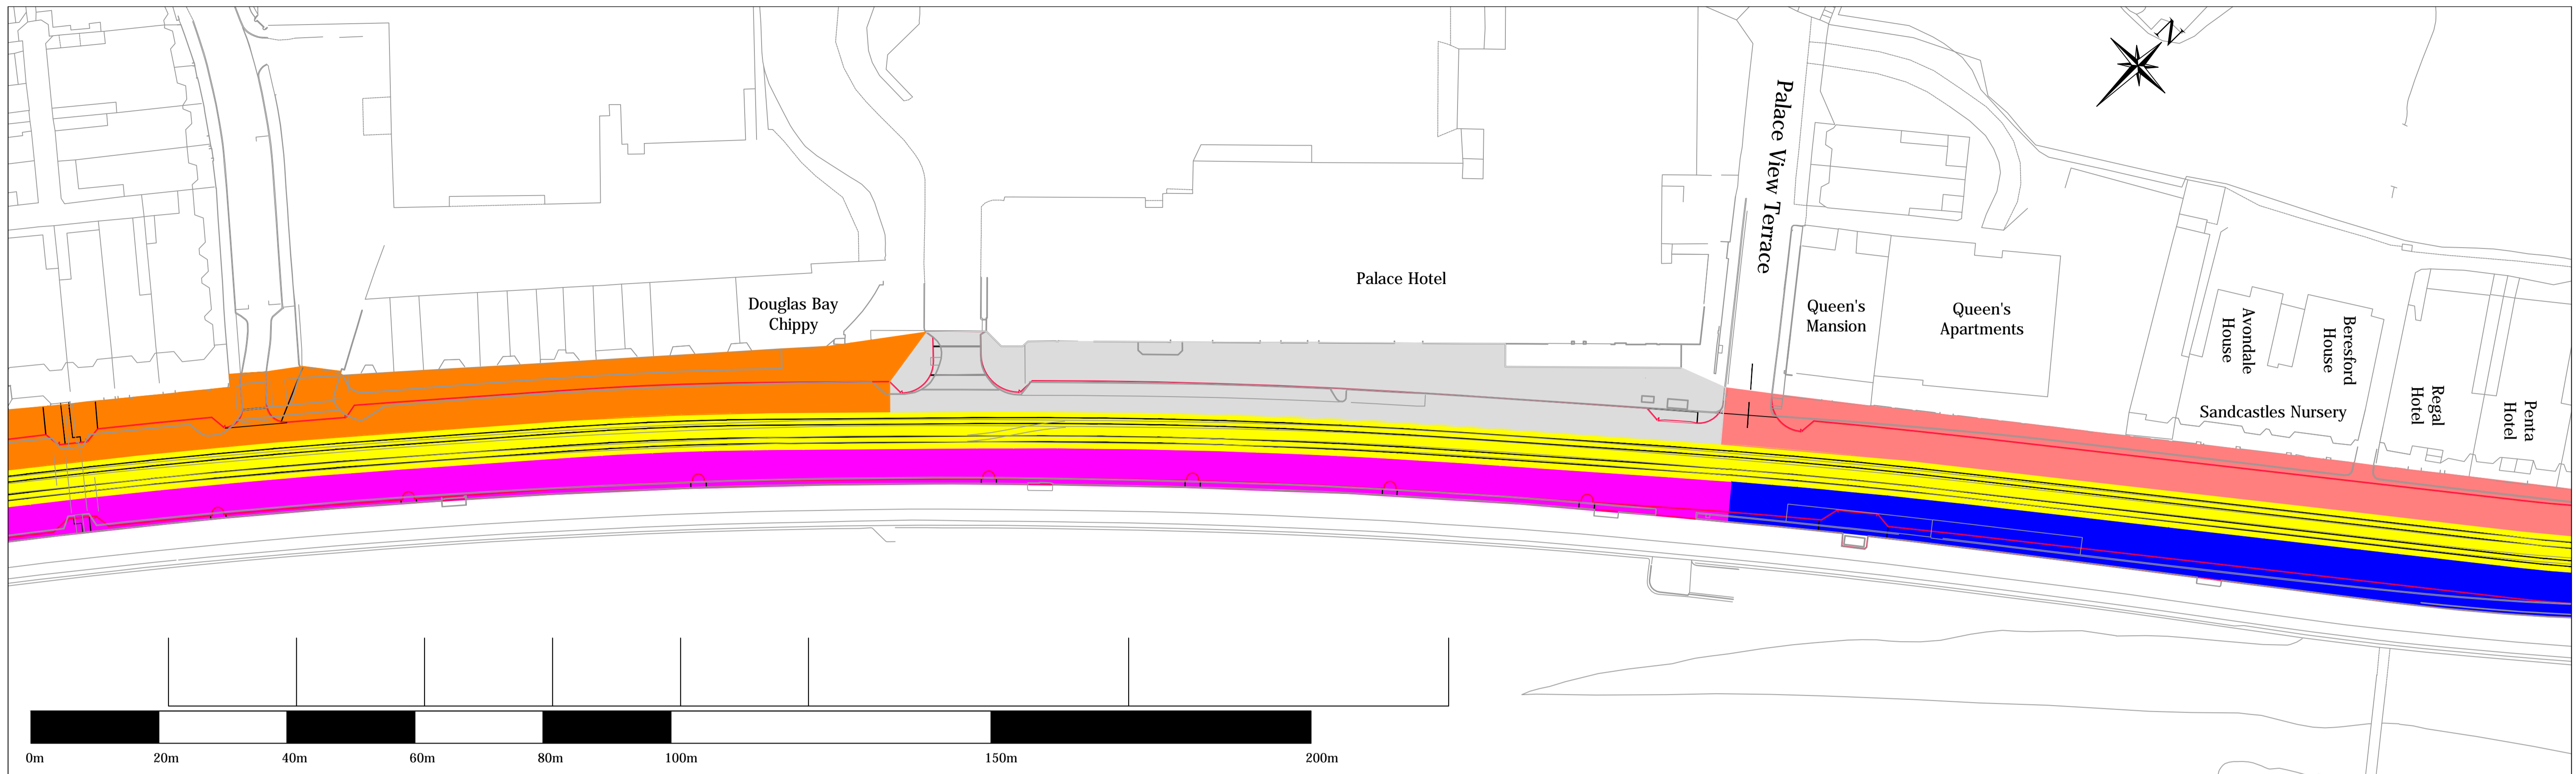 N
Palace View Terrace
Palace Hotel
Douglas Bay
Chippy
Queen's
Mansion
Queen's
Apartments
Avondale
House
Beresford
House
Sandcastles Nursery
Regal
Hotel
Penta
Hotel
0m
20m
40m
60m
80m
100m
150m
200m